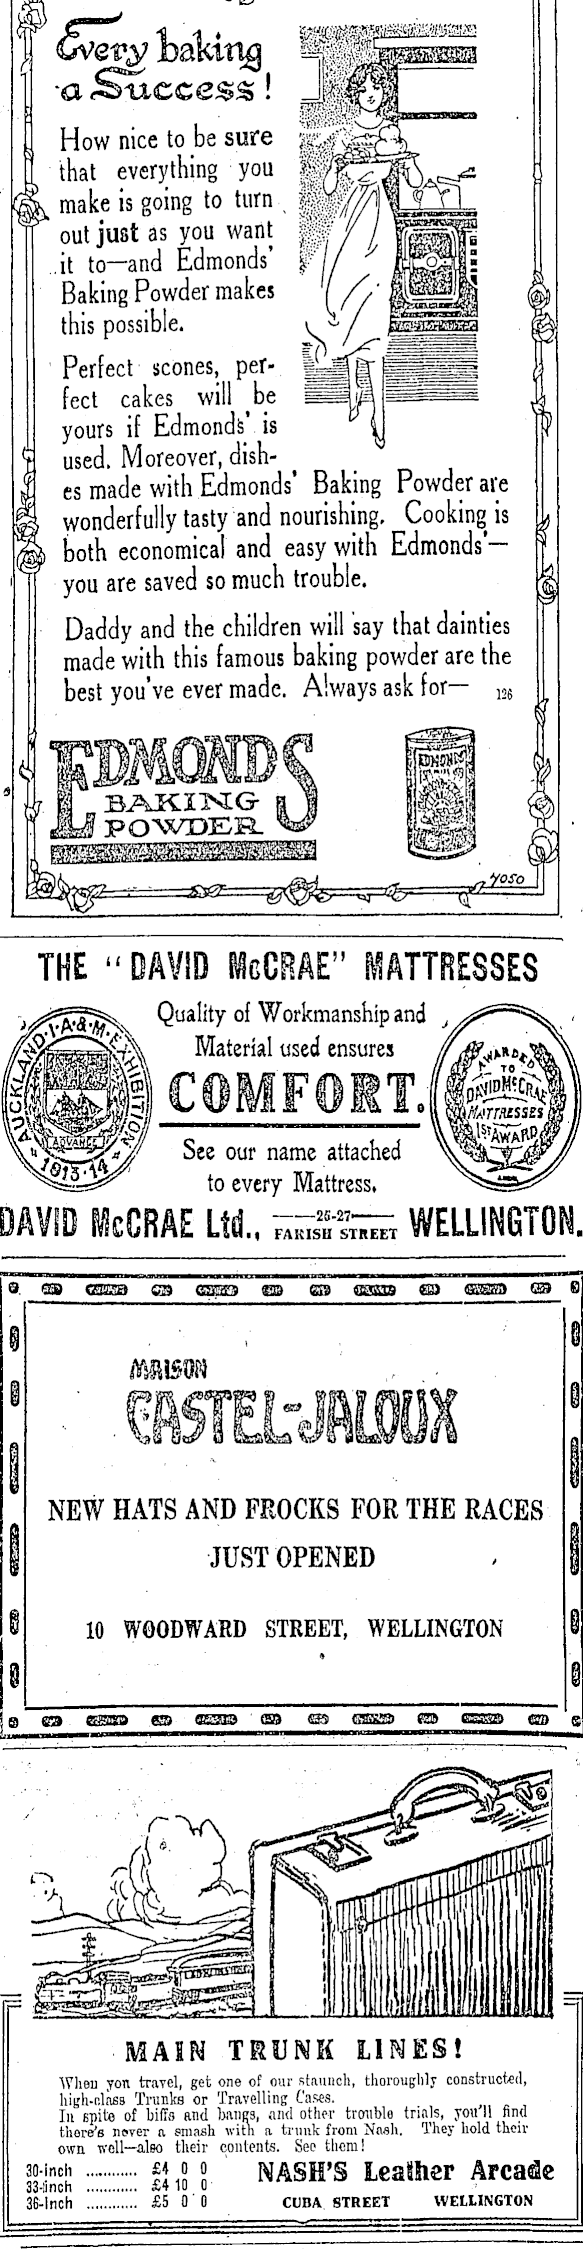 Every baking
a Success!
How nice to be sure
that everything you
make is going to turn
out just as you want
it to—and Edmonds'
Baking Powder makes
this possible.
Perfect scones, per-
fect cakes will be
yours if Edmonds' is
used. Moreover, dish-
es made with Edmonds' Baking Powder are
wonderfully tasty and nourishing. Cooking is
both economical and easy with Edmonds'—
you are saved so much trouble.
Daddy and the children will say that dainties
made with this famous baking powder are the
best you've ever made. Always ask for— 126
EDMONDS
BAKING
POWDER
EDMONDS
7050
THE "DAVID McCRAE" MATTRESSES
AUCKLAND·I·A·&·M·EXHIBITION
ADVANCE
1913-14
Quality of Workmanship and
Material used ensures
COMFORT.
See our name attached
to every Mattress.
AWARDED
TO
DAVID McCRAE
MATTRESSES
1ST AWARD
DAVID McCRAE Ltd., 25-27 FARISH STREET WELLINGTON.
MAISON
CASTEL-JALOUX
NEW HATS AND FROCKS FOR THE RACES
JUST OPENED
10 WOODWARD STREET, WELLINGTON
MAIN TRUNK LINES!
When you travel, get one of our staunch, thoroughly constructed,
high-class Trunks or Travelling Cases.
In spite of biffs and bangs, and other trouble trials, you'll find
there's never a smash with a trunk from Nash. They hold their
own well—also their contents. See them!
30-inch ............ £4 0 0
33-inch ............ £4 10 0
36-inch ............ £5 0 0
NASH'S Leather Arcade
CUBA STREET WELLINGTON